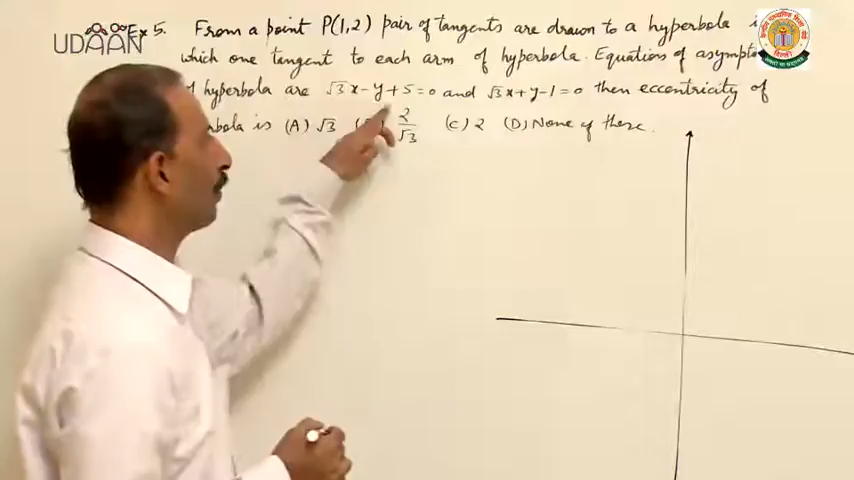 Ex 5. From a point P(1,2) pair of tangents are drawn to a hyperbola
which one tangent to each arm of hyperbola. Equations of asympto
hyperbola are √3x-y+5=0 and √3x+y-1=0 then eccentricity of
bola is (A) √3 2/√3 (C) 2 (D) None of these.
UDAAN